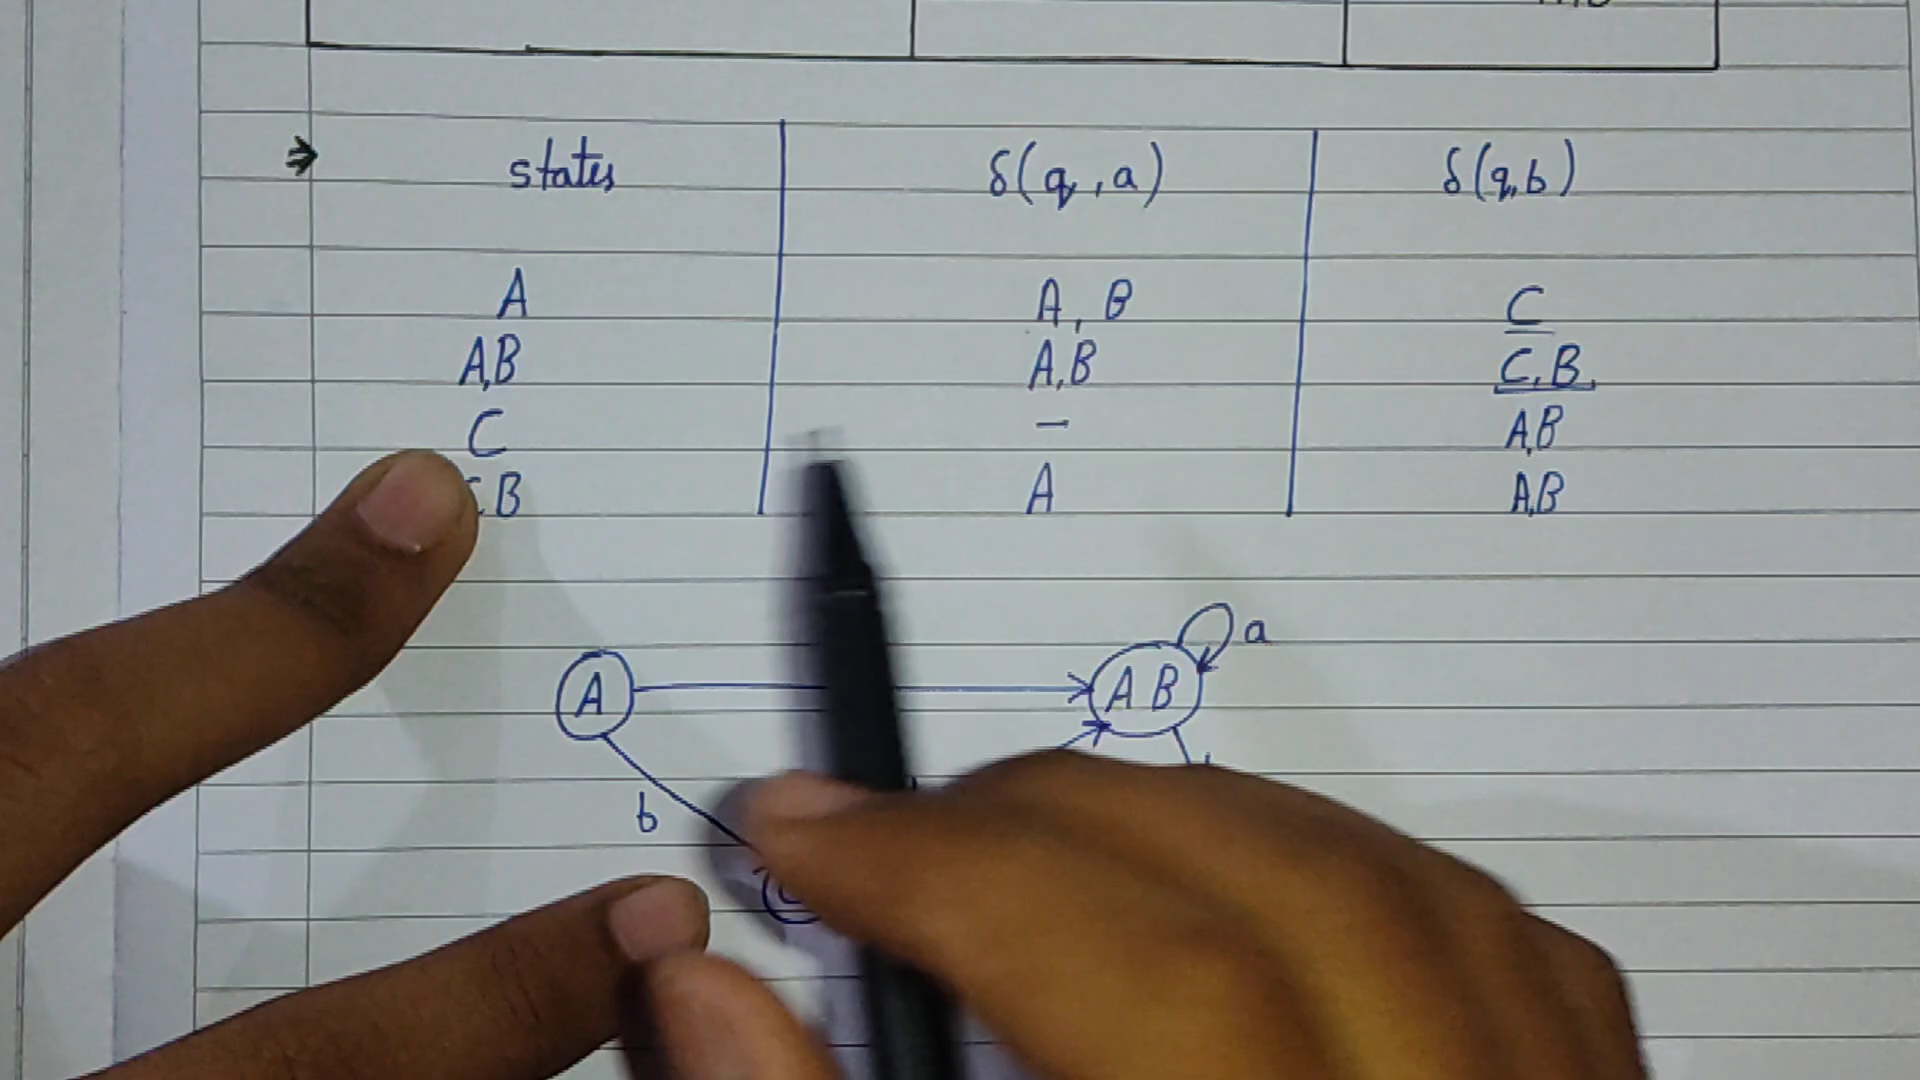 states δ(q,a) δ(q,b)
A A, B C
A,B A,B C,B
C — A,B
B A A,B
a
A A B
b